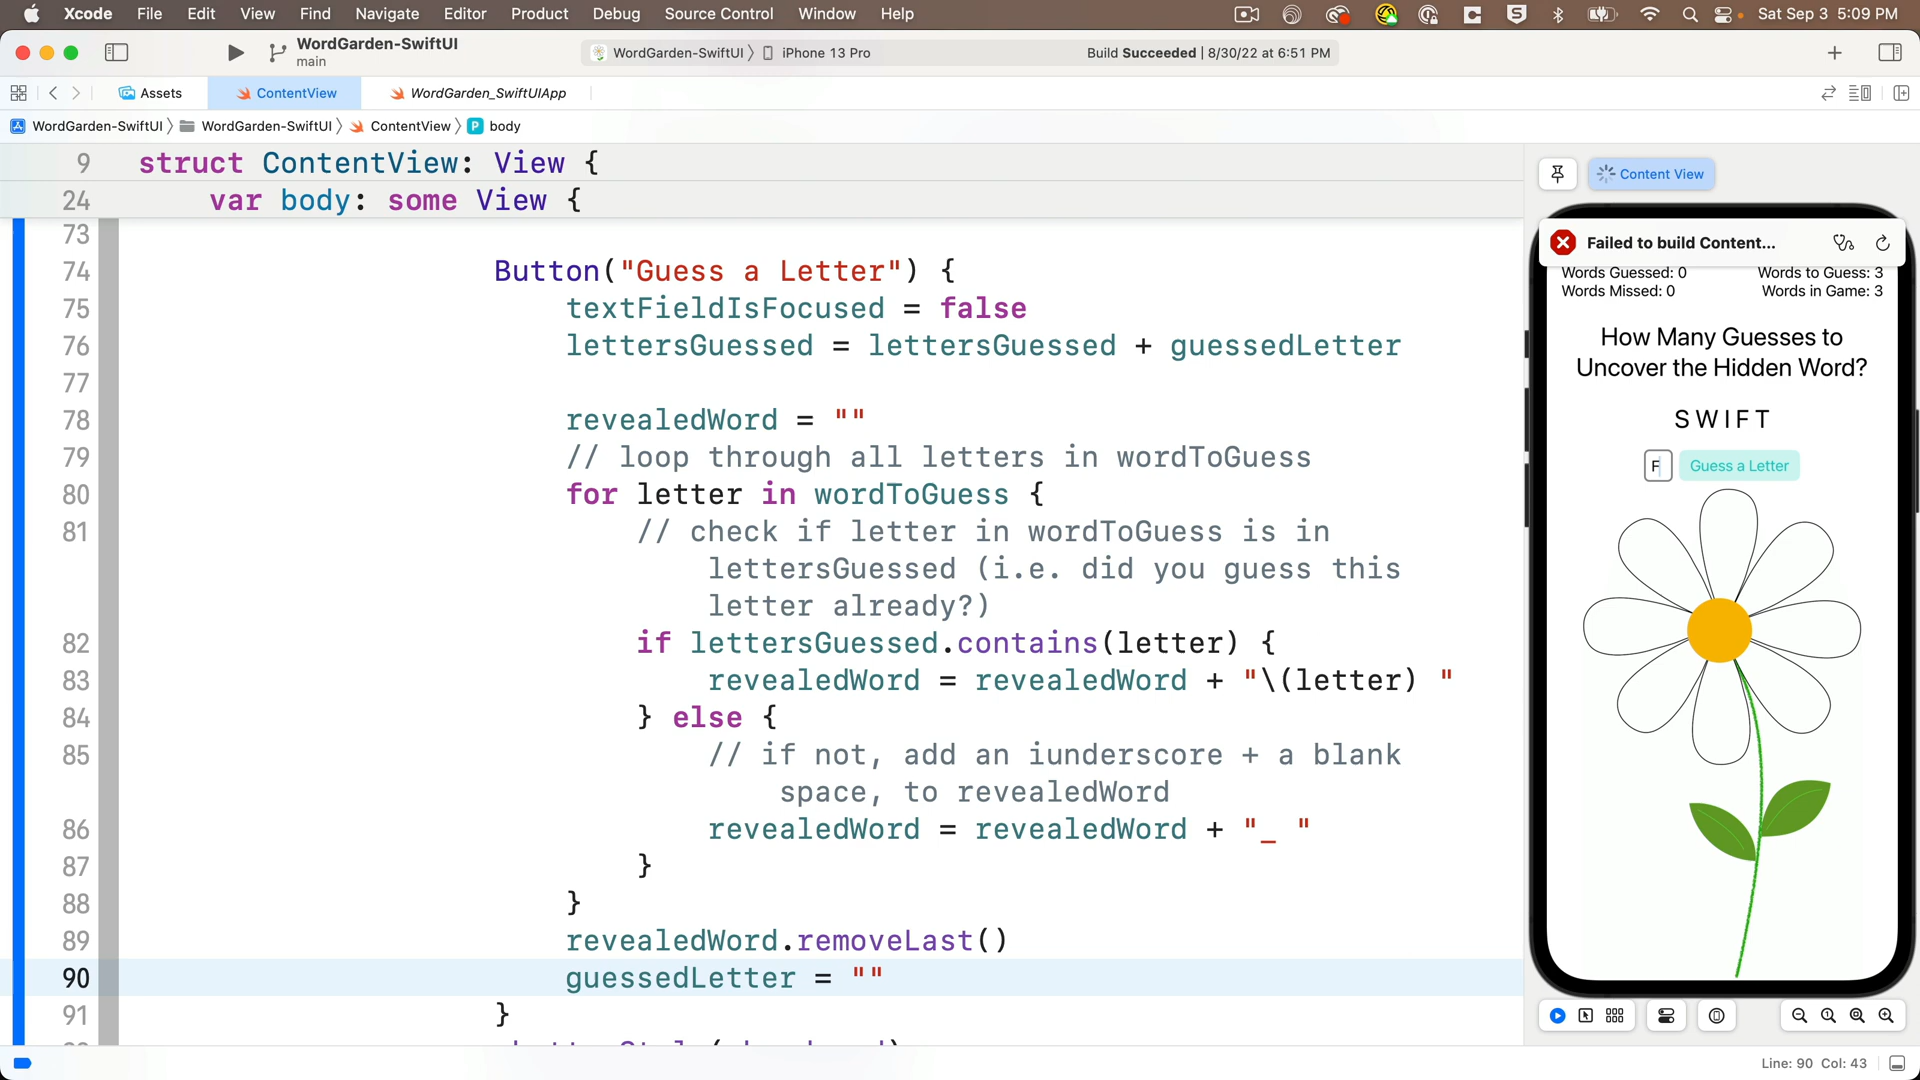 Xcode File Edit View Find Navigate Editor Product Debug Source Control Window Help Sat Sep 3 5:09 PM
WordGarden-SwiftUI
main
WordGarden-SwiftUI iPhone 13 Pro Build Succeeded | 8/30/22 at 6:51 PM
Assets ContentView WordGarden_SwiftUIApp
WordGarden-SwiftUI WordGarden-SwiftUI ContentView P body
9 struct ContentView: View {
24 var body: some View {
73
74 Button("Guess a Letter") {
75 textFieldIsFocused = false
76 lettersGuessed = lettersGuessed + guessedLetter
77
78 revealedWord = ""
79 // loop through all letters in wordToGuess
80 for letter in wordToGuess {
81 // check if letter in wordToGuess is in
lettersGuessed (i.e. did you guess this
letter already?)
82 if lettersGuessed.contains(letter) {
83 revealedWord = revealedWord + "\(letter) "
84 } else {
85 // if not, add an iunderscore + a blank
space, to revealedWord
86 revealedWord = revealedWord + "_ "
87 }
88 }
89 revealedWord.removeLast()
90 guessedLetter = ""
91 }
Content View
Failed to build Content...
Words Guessed: 0 Words to Guess: 3
Words Missed: 0 Words in Game: 3
How Many Guesses to
Uncover the Hidden Word?
S W I F T
F Guess a Letter
Line: 90 Col: 43